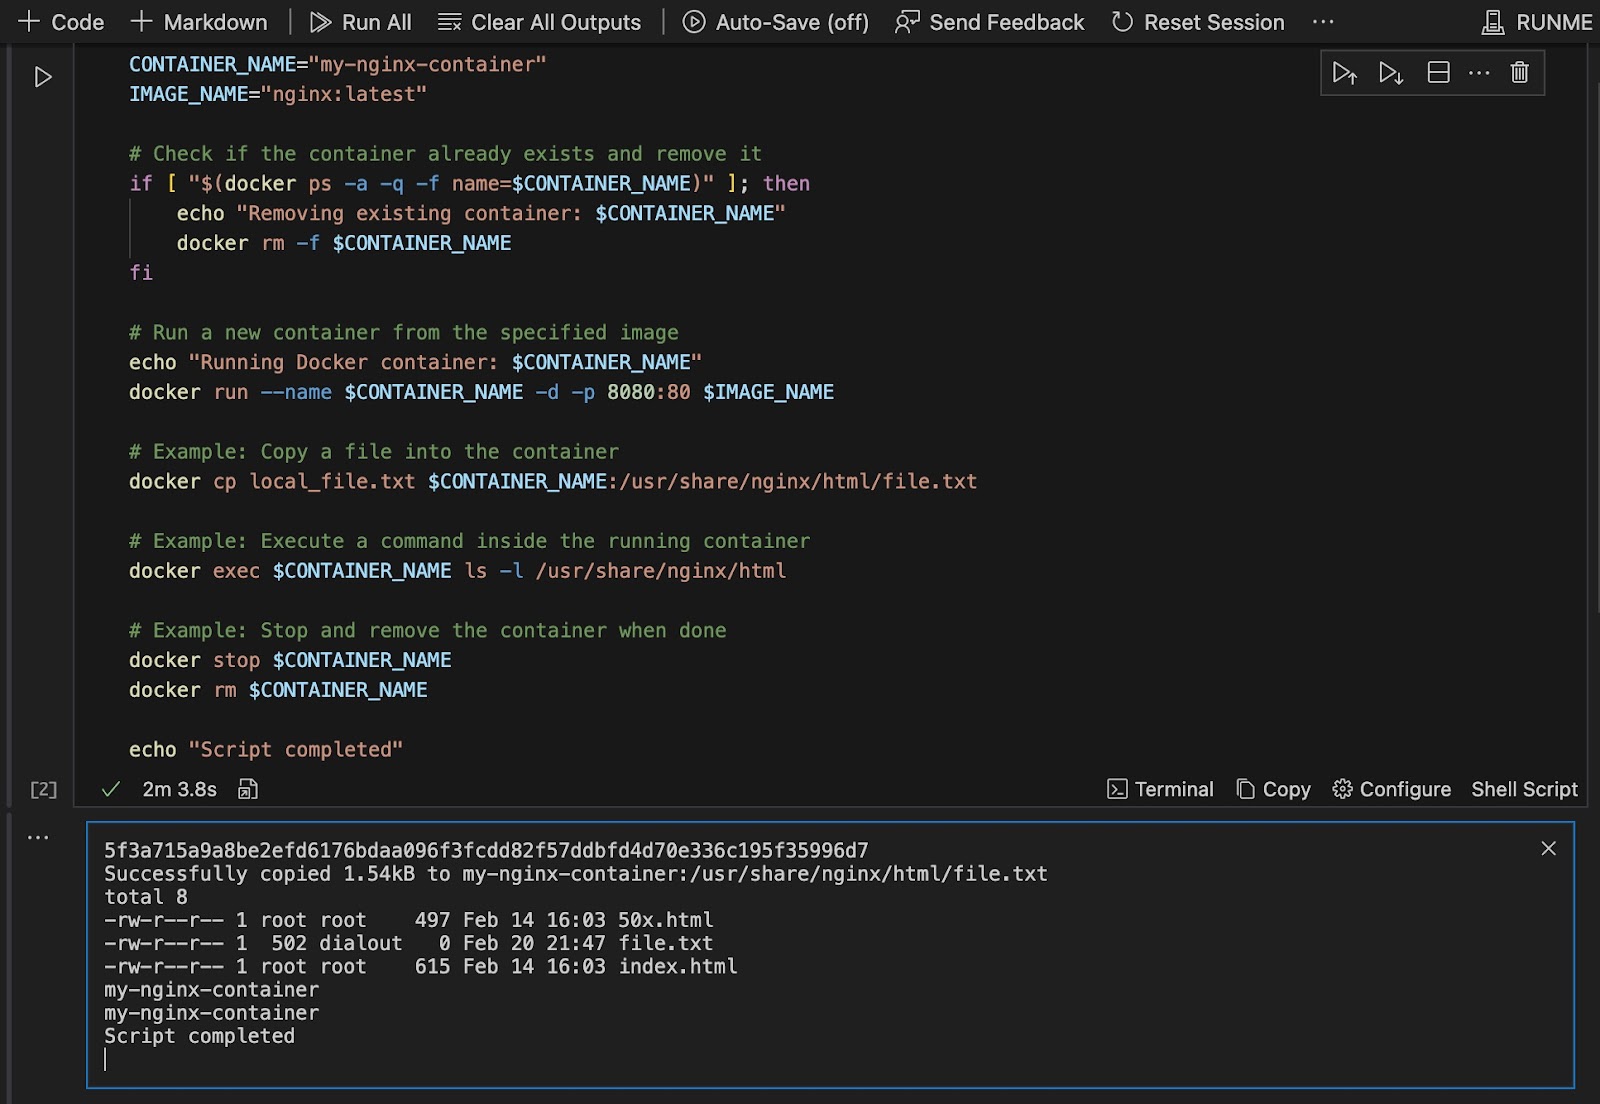 Code Markdown Run All Clear All Outputs Auto-Save (off) Send Feedback Reset Session ... RUNME
CONTAINER_NAME="my-nginx-container"
IMAGE_NAME="nginx:latest"
# Check if the container already exists and remove it
if [ "$(docker ps -a -q -f name=$CONTAINER_NAME)" ]; then
    echo "Removing existing container: $CONTAINER_NAME"
    docker rm -f $CONTAINER_NAME
fi
# Run a new container from the specified image
echo "Running Docker container: $CONTAINER_NAME"
docker run --name $CONTAINER_NAME -d -p 8080:80 $IMAGE_NAME
# Example: Copy a file into the container
docker cp local_file.txt $CONTAINER_NAME:/usr/share/nginx/html/file.txt
# Example: Execute a command inside the running container
docker exec $CONTAINER_NAME ls -l /usr/share/nginx/html
# Example: Stop and remove the container when done
docker stop $CONTAINER_NAME
docker rm $CONTAINER_NAME
echo "Script completed"
[2] 2m 3.8s Terminal Copy Configure Shell Script
5f3a715a9a8be2efd6176bdaa096f3fcdd82f57ddbfd4d70e336c195f35996d7
Successfully copied 1.54kB to my-nginx-container:/usr/share/nginx/html/file.txt
total 8
-rw-r--r-- 1 root root    497 Feb 14 16:03 50x.html
-rw-r--r-- 1  502 dialout   0 Feb 20 21:47 file.txt
-rw-r--r-- 1 root root    615 Feb 14 16:03 index.html
my-nginx-container
my-nginx-container
Script completed